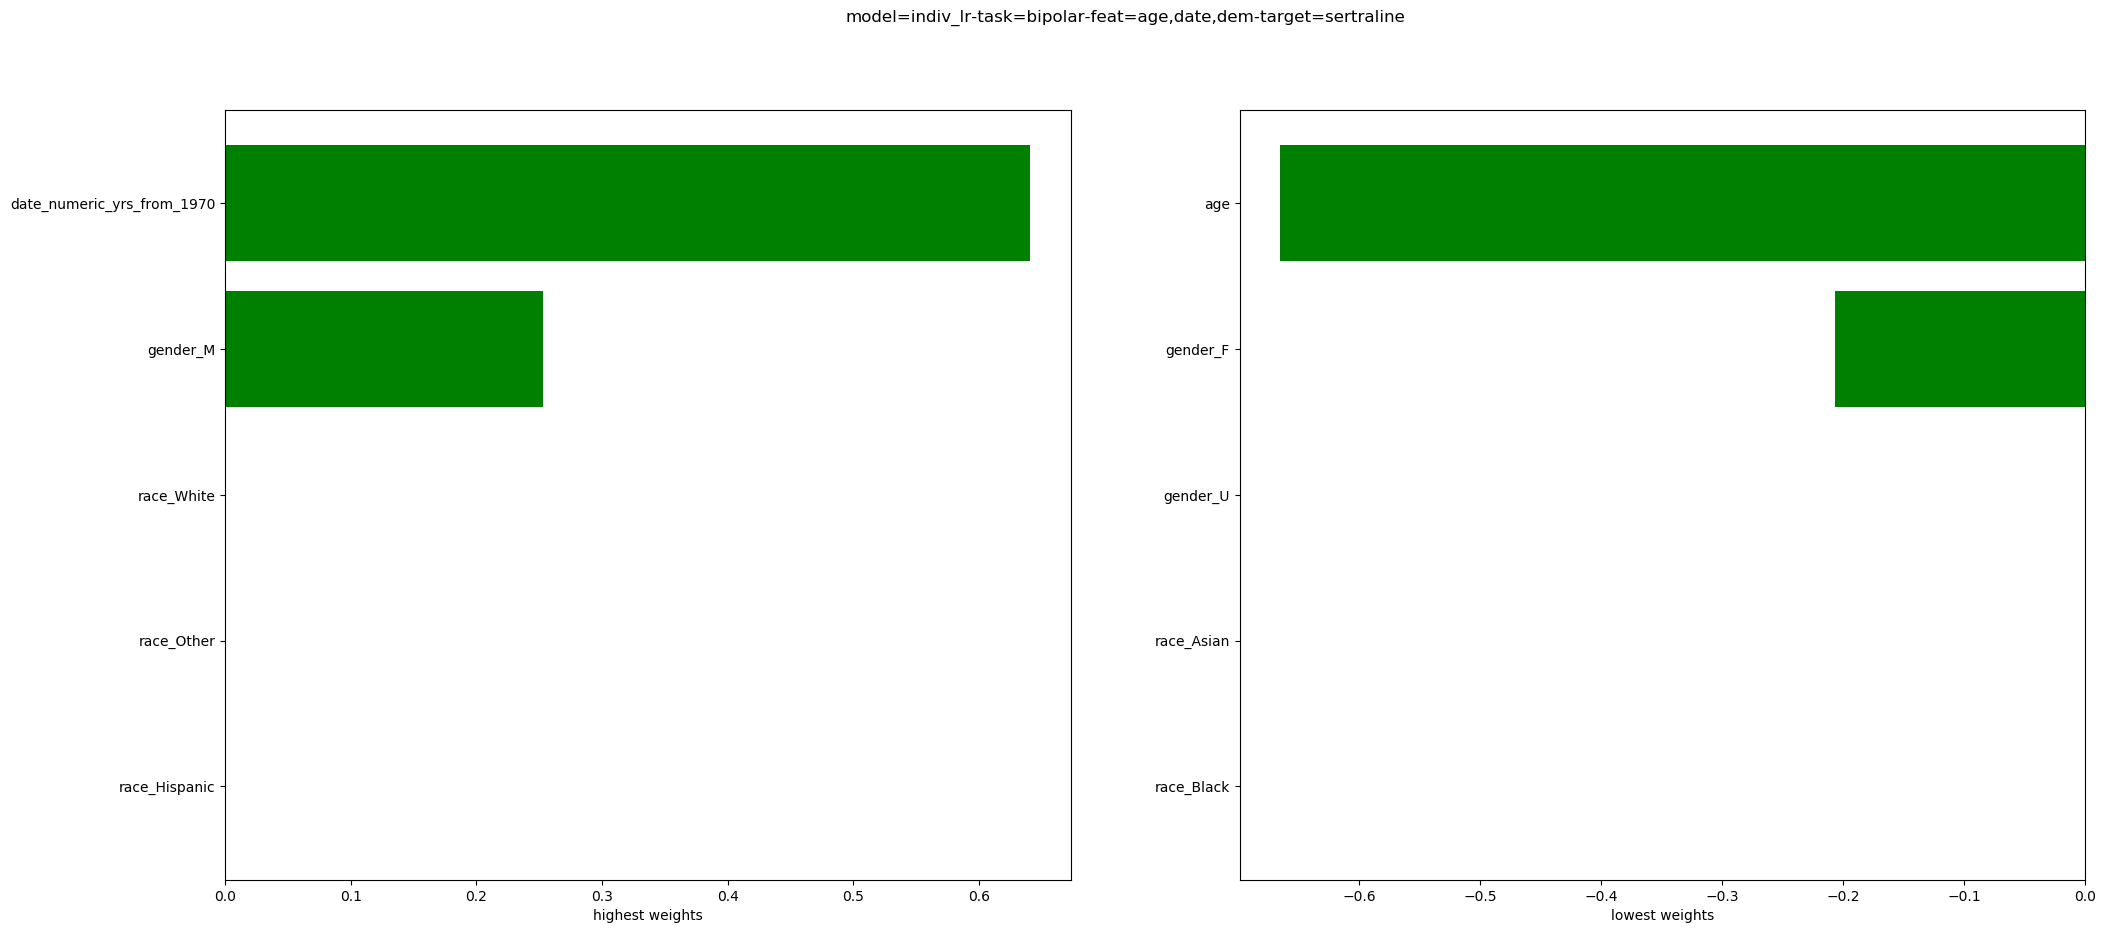 model=indiv_lr-task=bipolar-feat=age,date,dem-target=sertraline
date_numeric_yrs_from_1970
gender_M
race_White
race_Other
race_Hispanic
0.0 0.1 0.2 0.3 0.4 0.5 0.6
highest weights
age
gender_F
gender_U
race_Asian
race_Black
−0.6 −0.5 −0.4 −0.3 −0.2 −0.1 0.0
lowest weights